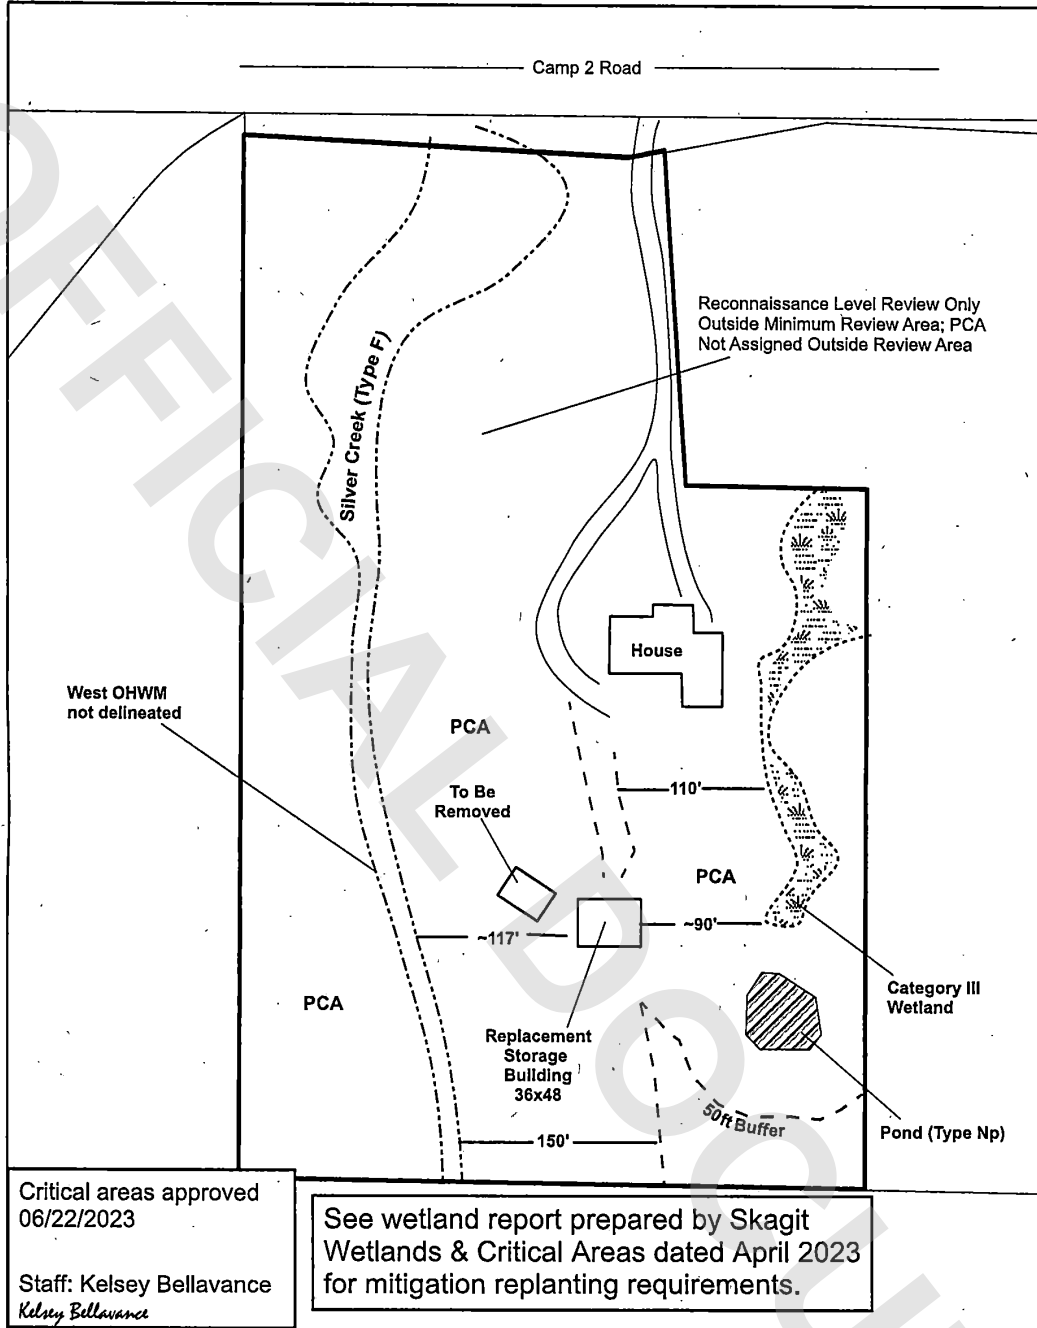 Camp 2 Road
Reconnaissance Level Review Only
Outside Minimum Review Area; PCA
Not Assigned Outside Review Area
Silver Creek (Type F)
House
West OHWM
not delineated
PCA
110'
To Be
Removed
PCA
~117'
~90'
PCA
Category III
Wetland
Replacement
Storage
Building
36x48
50ft Buffer
Pond (Type Np)
150'
Critical areas approved
06/22/2023
Staff: Kelsey Bellavance
Kelsey Bellavance
See wetland report prepared by Skagit
Wetlands & Critical Areas dated April 2023
for mitigation replanting requirements.
OFFICIAL DOCU